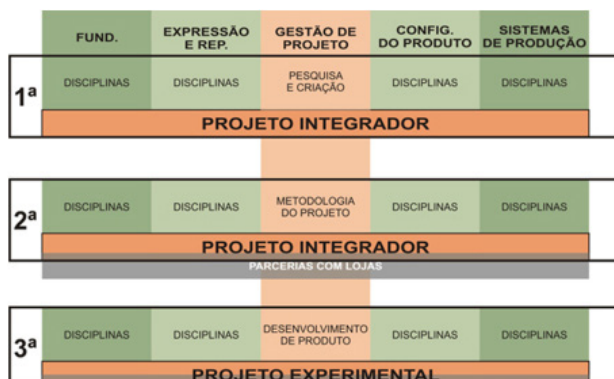 FUND.
EXPRESSÃO
E REP.
GESTÃO DE
PROJETO
CONFIG.
DO PRODUTO
SISTEMAS
DE PRODUÇÃO
1ª
DISCIPLINAS
DISCIPLINAS
PESQUISA
E CRIAÇÃO
DISCIPLINAS
DISCIPLINAS
PROJETO INTEGRADOR
2ª
DISCIPLINAS
DISCIPLINAS
METODOLOGIA
DO PROJETO
DISCIPLINAS
DISCIPLINAS
PROJETO INTEGRADOR
PARCERIAS COM LOJAS
3ª
DISCIPLINAS
DISCIPLINAS
DESENVOLVIMENTO
DE PRODUTO
DISCIPLINAS
DISCIPLINAS
PROJETO EXPERIMENTAL